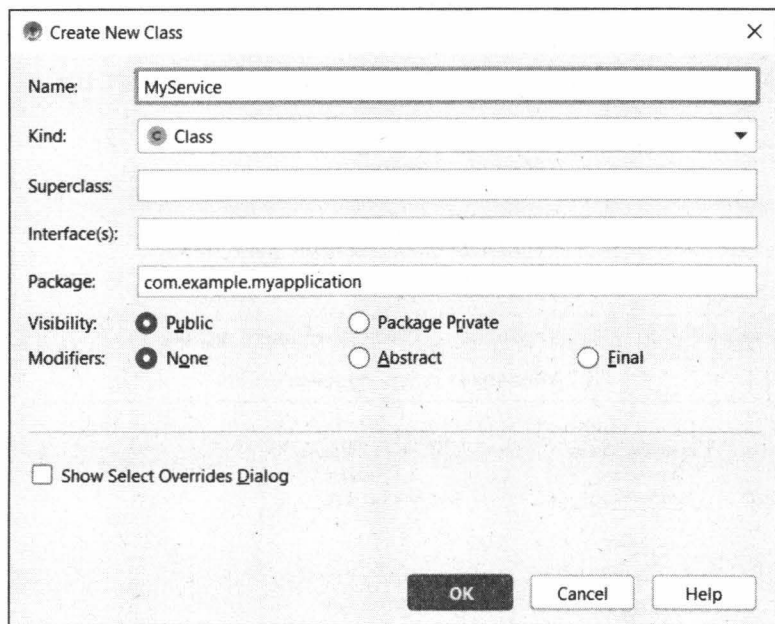 Create New Class
Name: MyService
Kind: C Class
Superclass:
Interface(s):
Package: com.example.myapplication
Visibility: Public Package Private
Modifiers: None Abstract Final
Show Select Overrides Dialog
OK Cancel Help